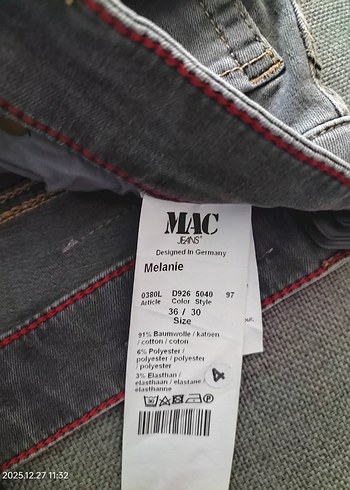 MAC
JEANS
Designed in Germany
Melanie
0380L D926 5040 97
Article Color Style
36 / 30
Size
91% Baumwolle / katoen
/ cotton / coton
6% Polyester /
polyester / polyester
/ polyester
3% Elasthan /
elasthaan / elastane /
elasthanne
4
2025.12.27 11:32